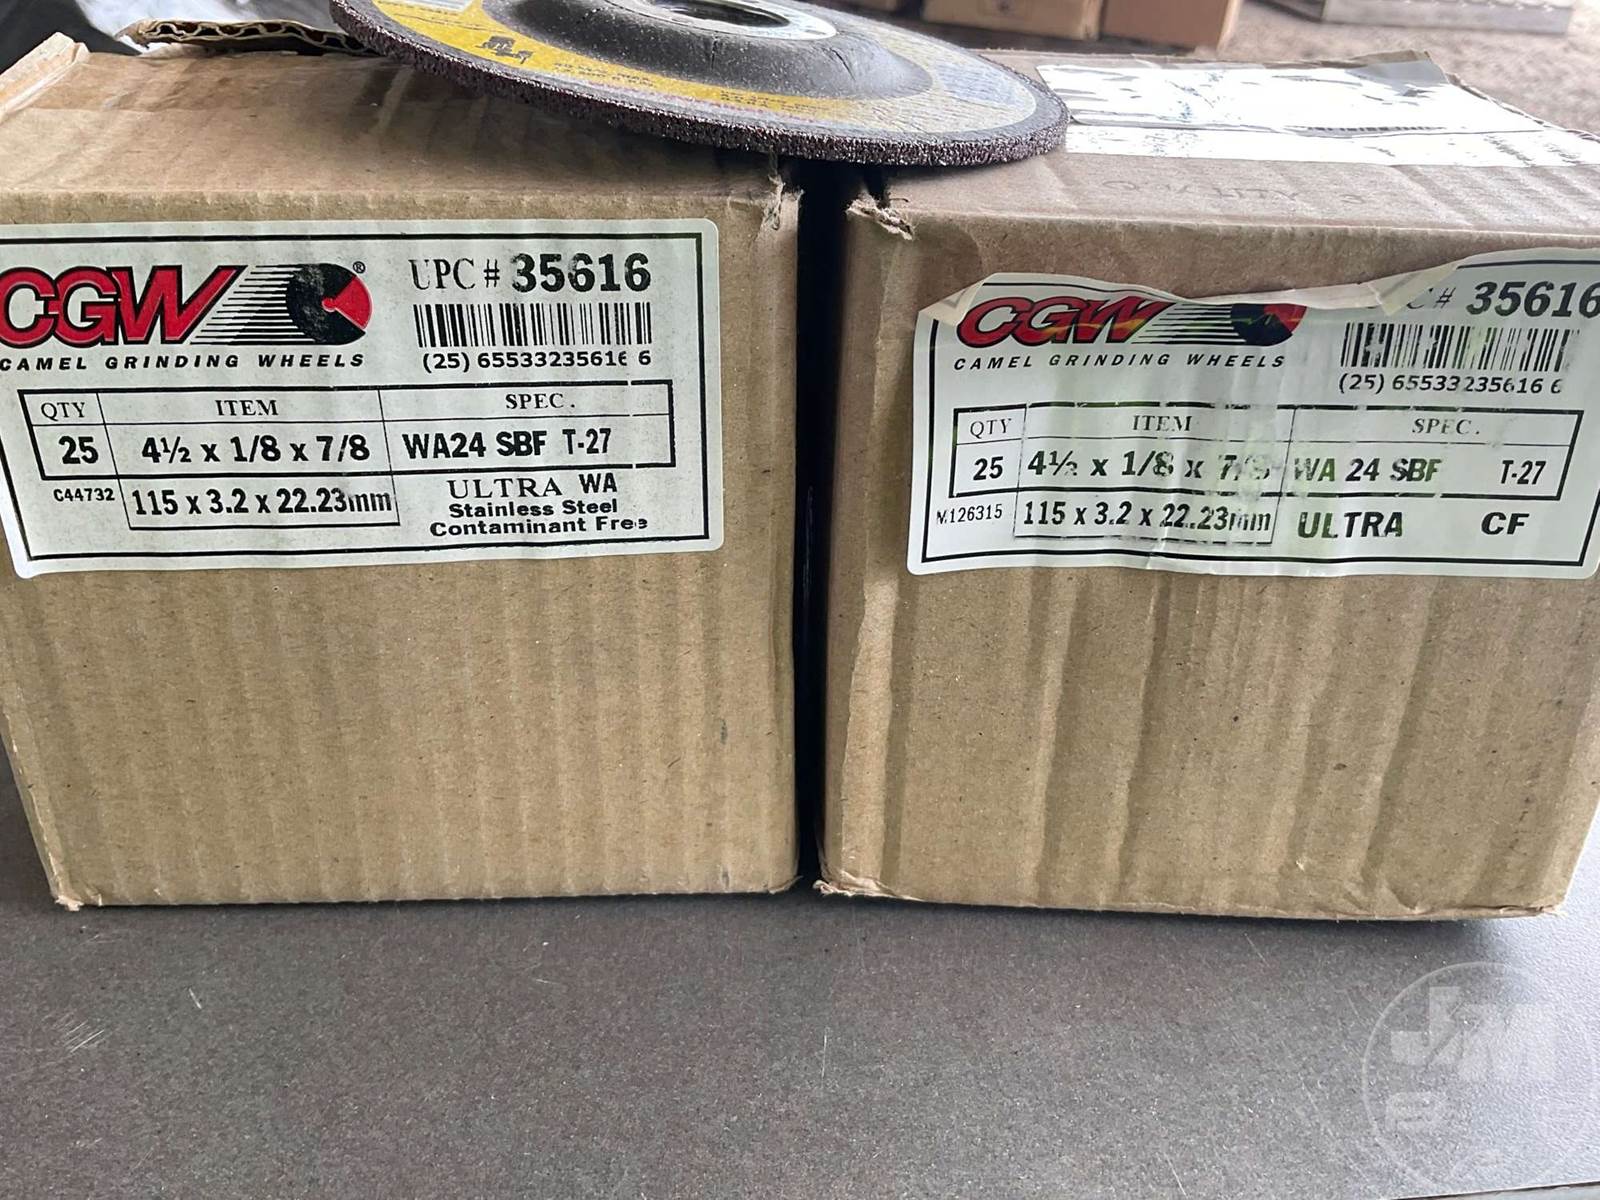 CGW®
CAMEL GRINDING WHEELS
UPC # 35616
(25) 65533235616 6
QTY ITEM SPEC.
25 4½ x 1/8 x 7/8 WA24 SBF T-27
C44732 115 x 3.2 x 22.23mm ULTRA WA
Stainless Steel
Contaminant Free
CGW
CAMEL GRINDING WHEELS
C# 35616
(25) 65533235616 6
QTY ITEM SPEC.
25 4½ x 1/8 x 7/8 WA 24 SBF T-27
M126315 115 x 3.2 x 22.23mm ULTRA CF
J M